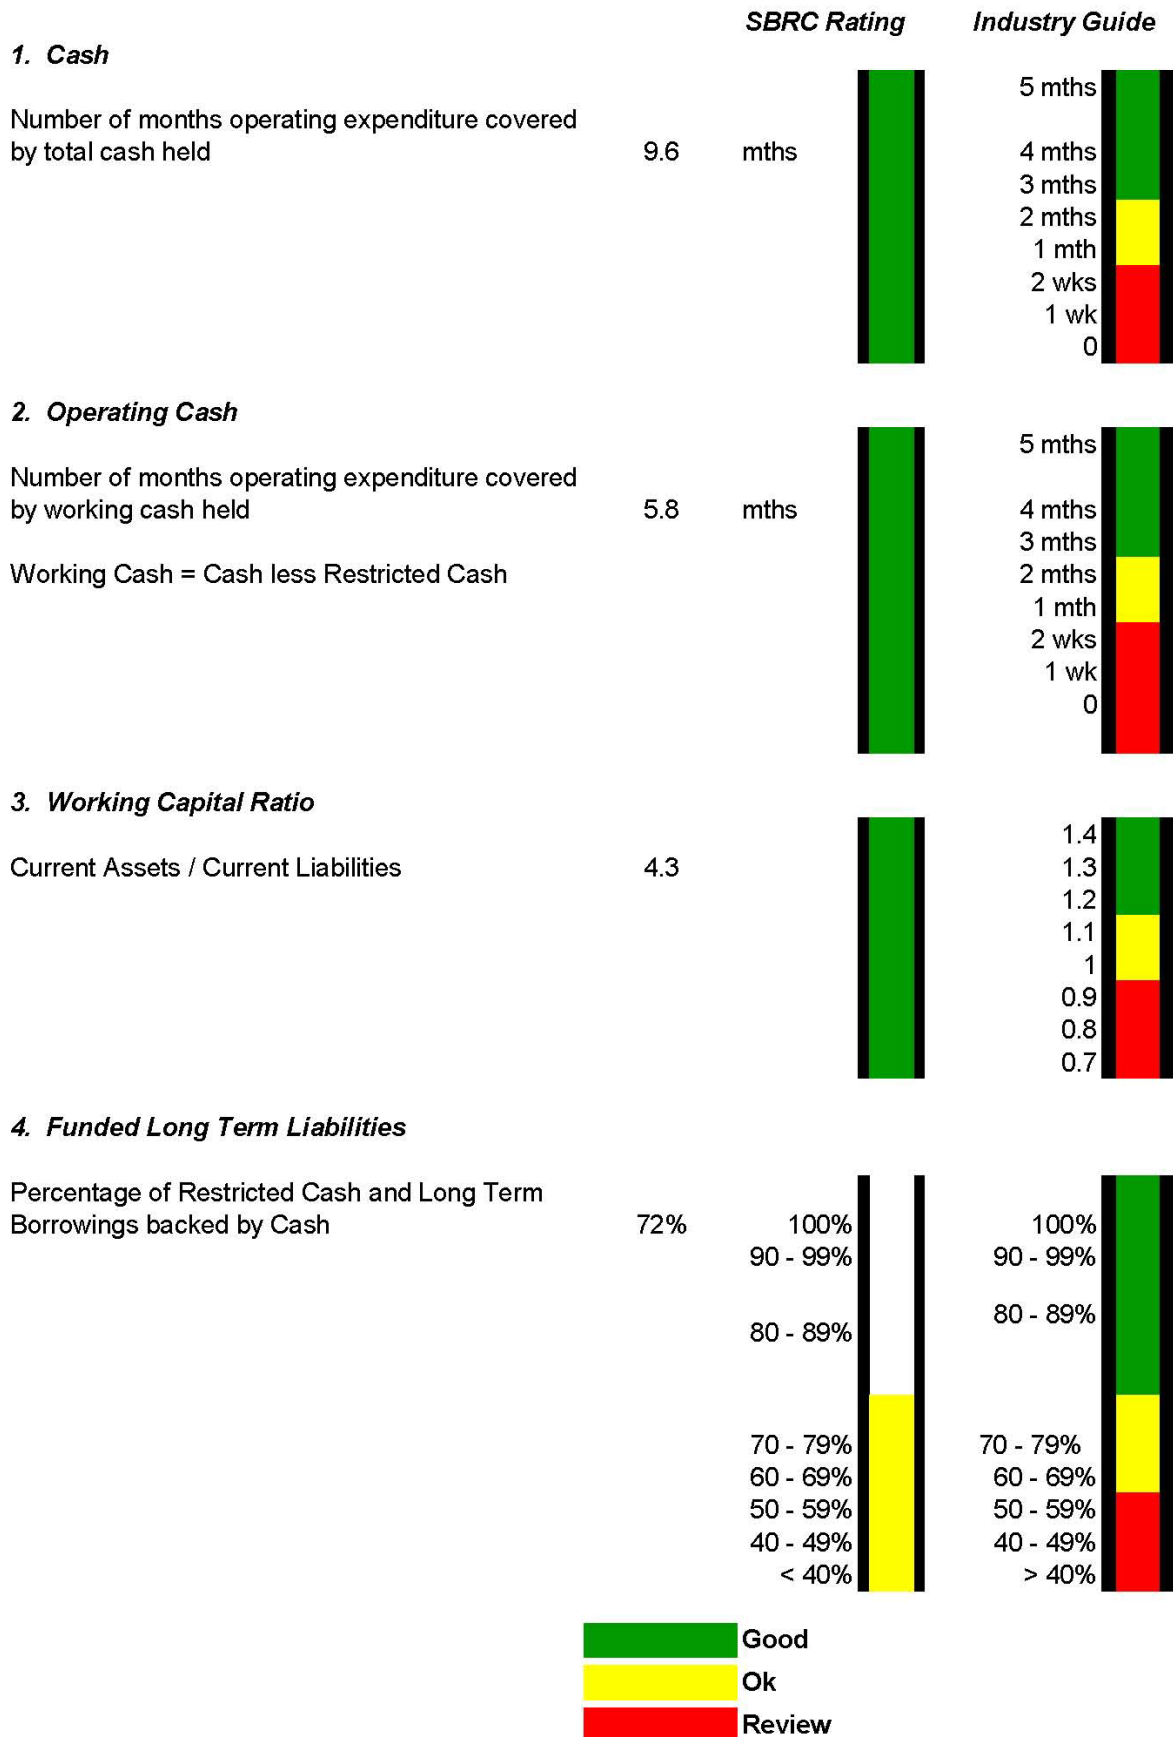 SBRC Rating Industry Guide
1. Cash
5 mths
Number of months operating expenditure covered
by total cash held 9.6 mths 4 mths
3 mths
2 mths
1 mth
2 wks
1 wk
0
2. Operating Cash
5 mths
Number of months operating expenditure covered
by working cash held 5.8 mths 4 mths
3 mths
Working Cash = Cash less Restricted Cash 2 mths
1 mth
2 wks
1 wk
0
3. Working Capital Ratio
1.4
Current Assets / Current Liabilities 4.3 1.3
1.2
1.1
1
0.9
0.8
0.7
4. Funded Long Term Liabilities
Percentage of Restricted Cash and Long Term
Borrowings backed by Cash 72% 100% 100%
90 - 99% 90 - 99%
80 - 89% 80 - 89%
70 - 79% 70 - 79%
60 - 69% 60 - 69%
50 - 59% 50 - 59%
40 - 49% 40 - 49%
< 40% > 40%
Good
Ok
Review